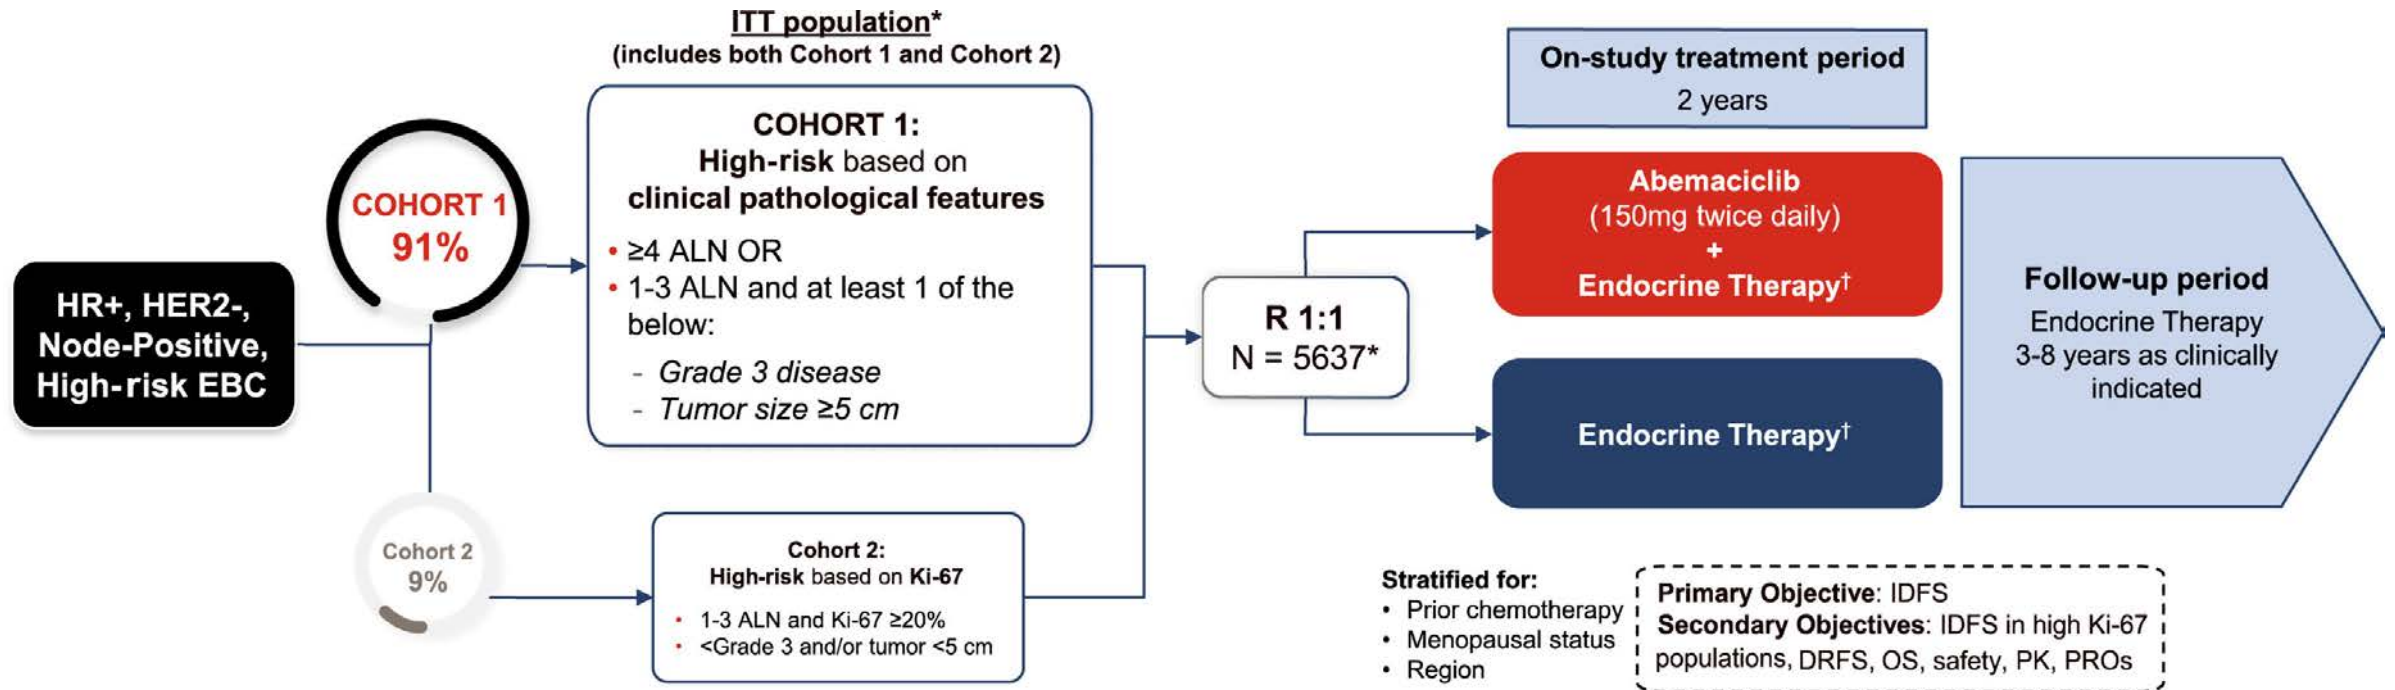 ITT population*
(includes both Cohort 1 and Cohort 2)
HR+, HER2-,
Node-Positive,
High-risk EBC
COHORT 1
91%
Cohort 2
9%
COHORT 1:
High-risk based on
clinical pathological features
• ≥4 ALN OR
• 1-3 ALN and at least 1 of the
below:
- Grade 3 disease
- Tumor size ≥5 cm
Cohort 2:
High-risk based on Ki-67
• 1-3 ALN and Ki-67 ≥20%
• <Grade 3 and/or tumor <5 cm
R 1:1
N = 5637*
On-study treatment period
2 years
Abemaciclib
(150mg twice daily)
+
Endocrine Therapy†
Endocrine Therapy†
Follow-up period
Endocrine Therapy
3-8 years as clinically
indicated
Stratified for:
• Prior chemotherapy
• Menopausal status
• Region
Primary Objective: IDFS
Secondary Objectives: IDFS in high Ki-67
populations, DRFS, OS, safety, PK, PROs